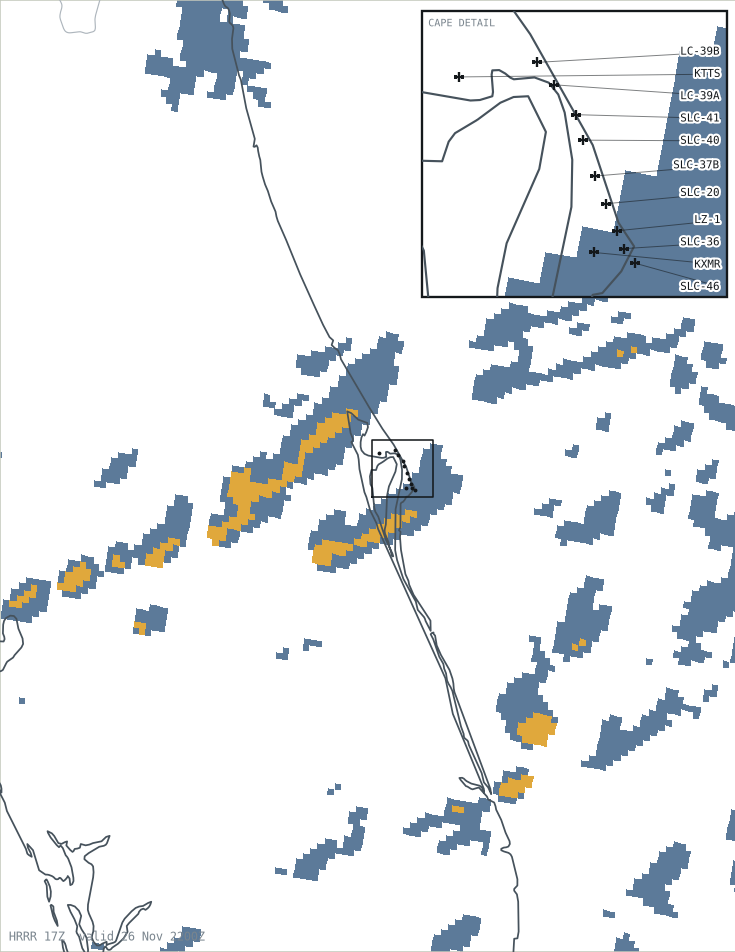 CAPE DETAIL
LC-39B
KTTS
LC-39A
SLC-41
SLC-40
SLC-37B
SLC-20
LZ-1
SLC-36
KXMR
SLC-46
HRRR 17Z valid 26 Nov